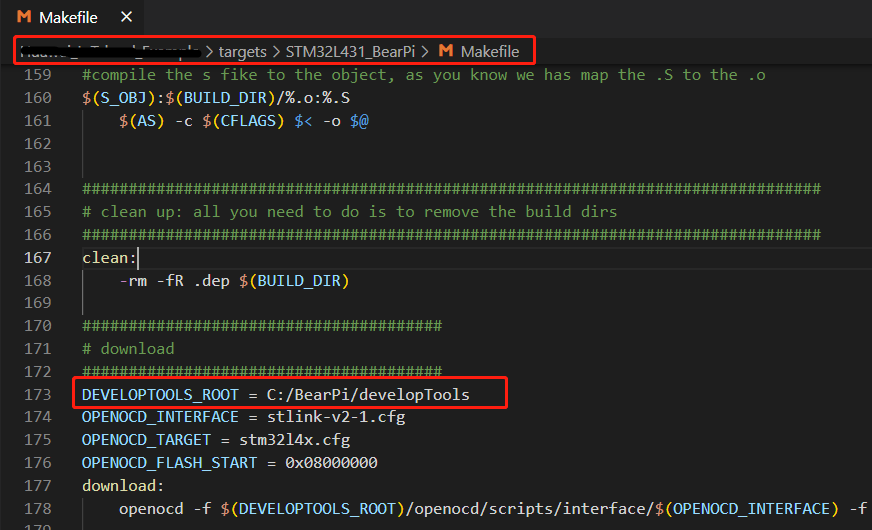 Makefile
> targets > STM32L431_BearPi > Makefile
159 #compile the s fike to the object, as you know we has map the .S to the .o
160 $(S_OBJ):$(BUILD_DIR)/%.o:%.S
161 $(AS) -c $(CFLAGS) $< -o $@
162
163
164 ################################################################################
165 # clean up: all you need to do is to remove the build dirs
166 ################################################################################
167 clean:
168 -rm -fR .dep $(BUILD_DIR)
169
170 #######################################
171 # download
172 #######################################
173 DEVELOPTOOLS_ROOT = C:/BearPi/developTools
174 OPENOCD_INTERFACE = stlink-v2-1.cfg
175 OPENOCD_TARGET = stm32l4x.cfg
176 OPENOCD_FLASH_START = 0x08000000
177 download:
178 openocd -f $(DEVELOPTOOLS_ROOT)/openocd/scripts/interface/$(OPENOCD_INTERFACE) -f